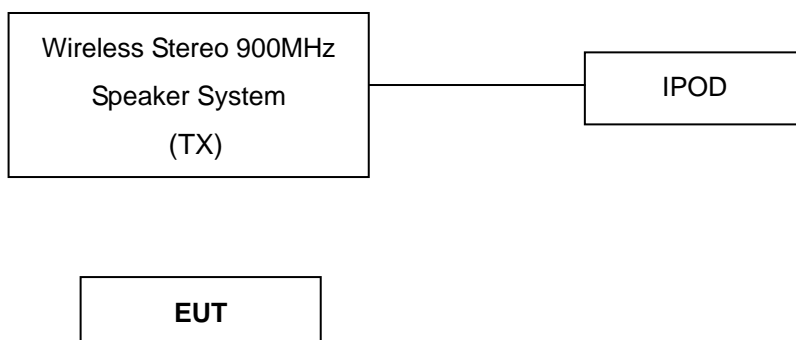 Wireless Stereo 900MHz
Speaker System
(TX)
IPOD
EUT